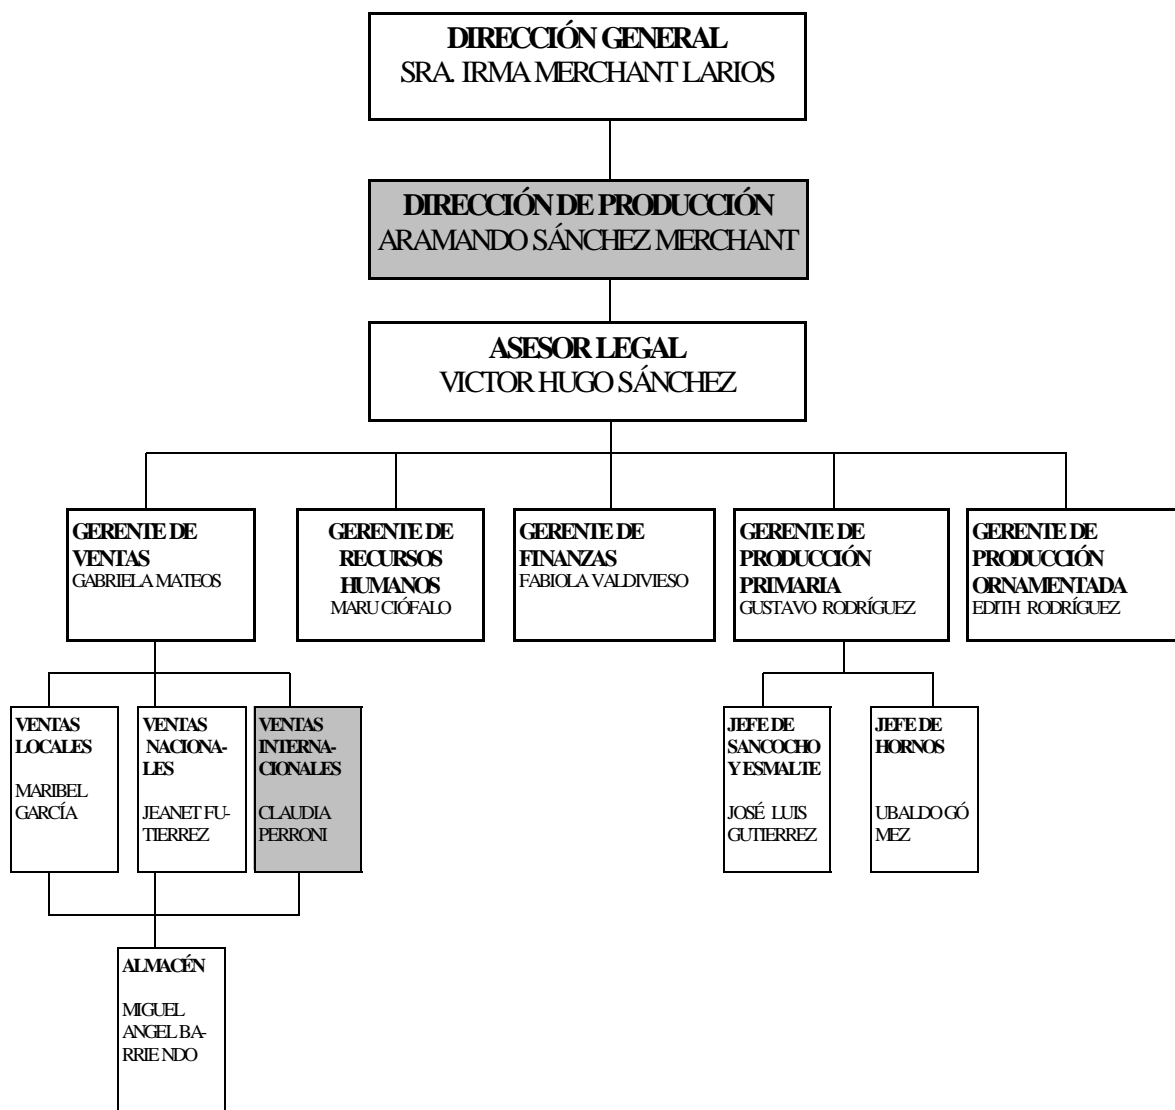 DIRECCIÓN GENERAL
SRA. IRMA MERCHANT LARIOS
DIRECCIÓN DE PRODUCCIÓN
ARAMANDO SÁNCHEZ MERCHANT
ASESOR LEGAL
VICTOR HUGO SÁNCHEZ
GERENTE DE
VENTAS
GABRIELA MATEOS
GERENTE DE
RECURSOS
HUMANOS
MARU CIÓFALO
GERENTE DE
FINANZAS
FABIOLA VALDIVIESO
GERENTE DE
PRODUCCIÓN
PRIMARIA
GUSTAVO RODRÍGUEZ
GERENTE DE
PRODUCCIÓN
ORNAMENTADA
EDITH RODRÍGUEZ
VENTAS
LOCALES
MARIBEL
GARCÍA
VENTAS
NACIONA-
LES
JEANET FU-
TIERREZ
VENTAS
INTERNA-
CIONALES
CLAUDIA
PERRONI
JEFE DE
SANCOCHO
Y ESMALTE
JOSÉ LUIS
GUTIERREZ
JEFE DE
HORNOS
UBALDO GÓ
MEZ
ALMACÉN
MIGUEL
ANGEL BA-
RRIE NDO